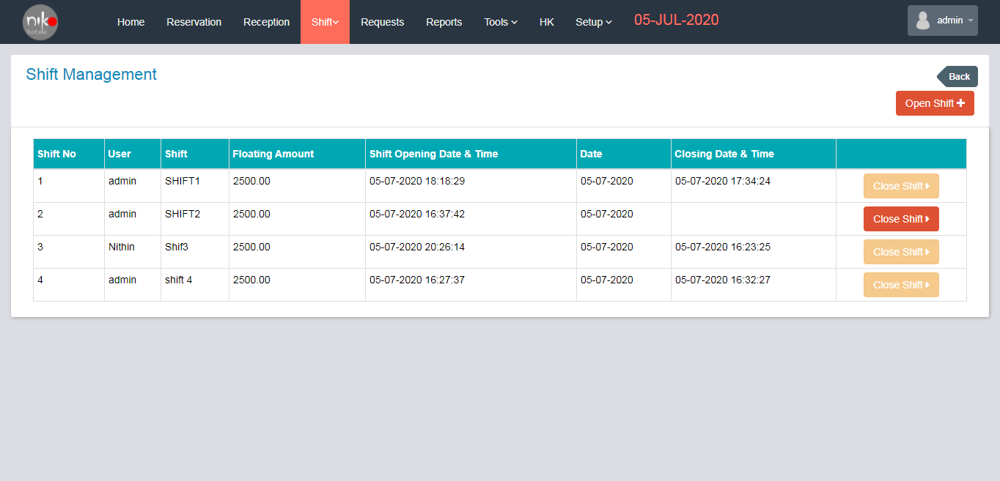 niko
hotels
Home Reservation Reception Shift Requests Reports Tools HK Setup 05-JUL-2020 admin
Shift Management
Back
Open Shift +
Shift No User Shift Floating Amount Shift Opening Date & Time Date Closing Date & Time
1 admin SHIFT1 2500.00 05-07-2020 18:18:29 05-07-2020 05-07-2020 17:34:24 Close Shift
2 admin SHIFT2 2500.00 05-07-2020 16:37:42 05-07-2020 Close Shift
3 Nithin Shif3 2500.00 05-07-2020 20:26:14 05-07-2020 05-07-2020 16:23:25 Close Shift
4 admin shift 4 2500.00 05-07-2020 16:27:37 05-07-2020 05-07-2020 16:32:27 Close Shift